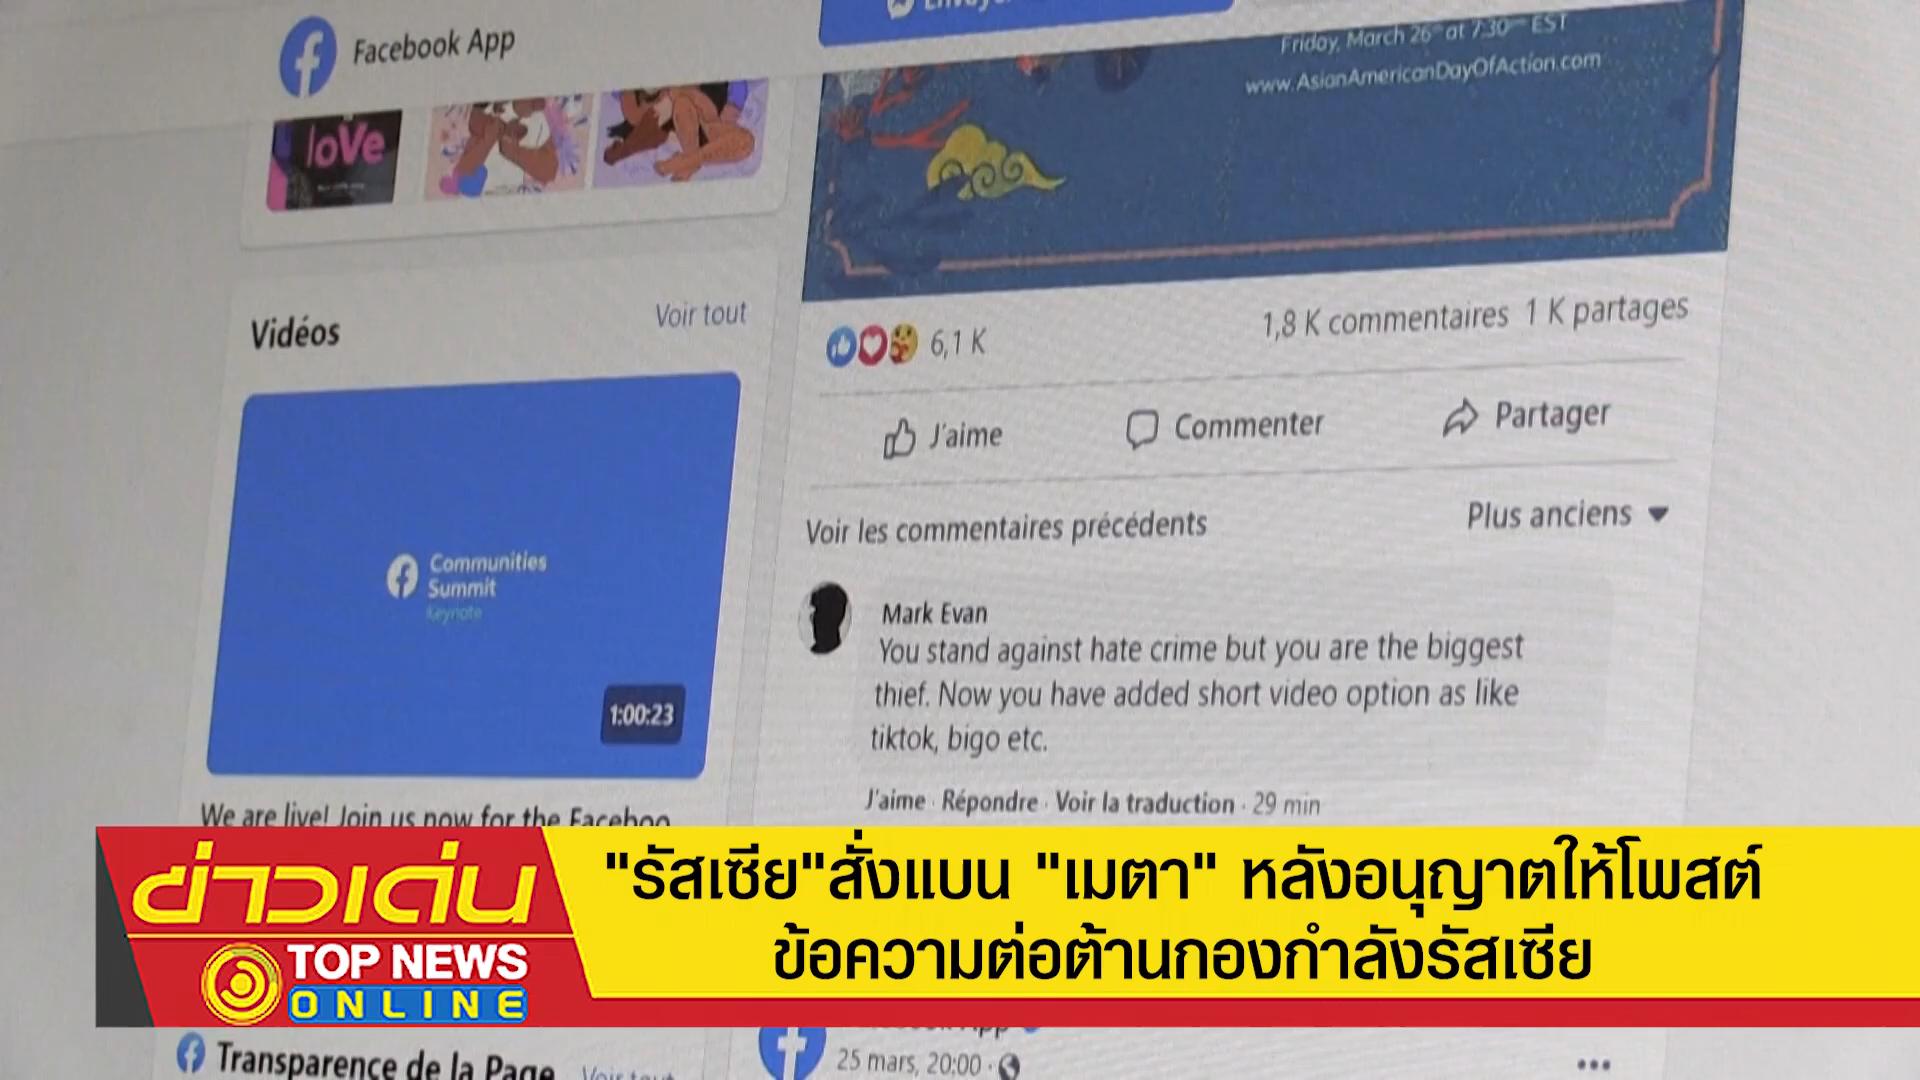 Facebook App
Friday, March 26 at 7:30 EST
www.AsianAmericanDayOfAction.com
loVe
Vidéos
Voir tout
6,1 K
1,8 K commentaires 1 K partages
J'aime
Commenter
Partager
Voir les commentaires précédents
Plus anciens
Communities
Summit
Keynote
1:00:23
Mark Evan
You stand against hate crime but you are the biggest
thief. Now you have added short video option as like
tiktok, bigo etc.
J'aime · Répondre · Voir la traduction · 29 min
We are live! Join us now for the Faceboo
ข่าวเด่น
TOP NEWS
ONLINE
"รัสเซีย"สั่งแบน "เมตา" หลังอนุญาตให้โพสต์
ข้อความต่อต้านกองกำลังรัสเซีย
Transparence de la Page
Voir tout
25 mars, 20:00 ·